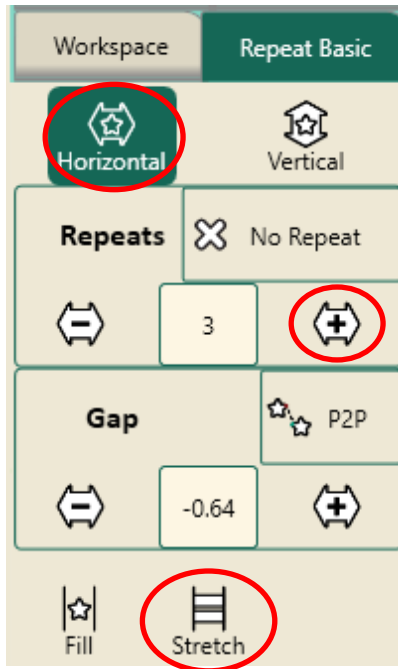 Workspace Repeat Basic
Horizontal Vertical
Repeats No Repeat
3
Gap P2P
-0.64
Fill Stretch